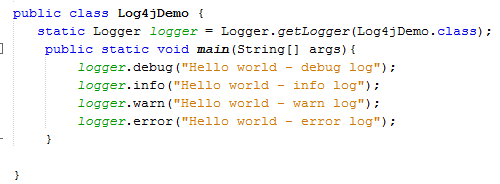 public class Log4jDemo {
static Logger logger = Logger.getLogger(Log4jDemo.class);
public static void main(String[] args){
logger.debug("Hello world - debug log");
logger.info("Hello world - info log");
logger.warn("Hello world - warn log");
logger.error("Hello world - error log");
}
}